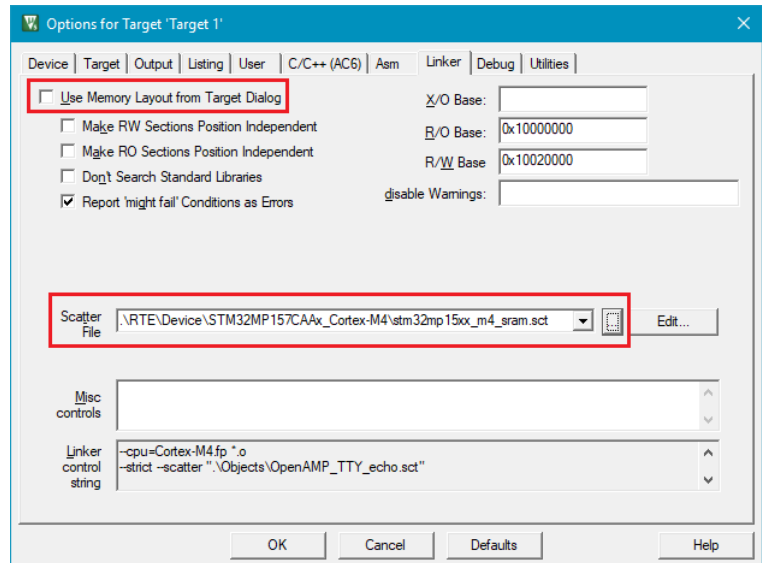 Options for Target 'Target 1'
Device Target Output Listing User C/C++ (AC6) Asm Linker Debug Utilities
Use Memory Layout from Target Dialog
X/O Base:
Make RW Sections Position Independent
R/O Base: 0x10000000
Make RO Sections Position Independent
R/W Base 0x10020000
Don't Search Standard Libraries
disable Warnings:
Report 'might fail' Conditions as Errors
Scatter File
.\RTE\Device\STM32MP157CAAx_Cortex-M4\stm32mp15xx_m4_sram.sct
...
Edit...
Misc controls
Linker control string
--cpu=Cortex-M4.fp *.o
--strict --scatter ".\Objects\OpenAMP_TTY_echo.sct"
OK Cancel Defaults Help